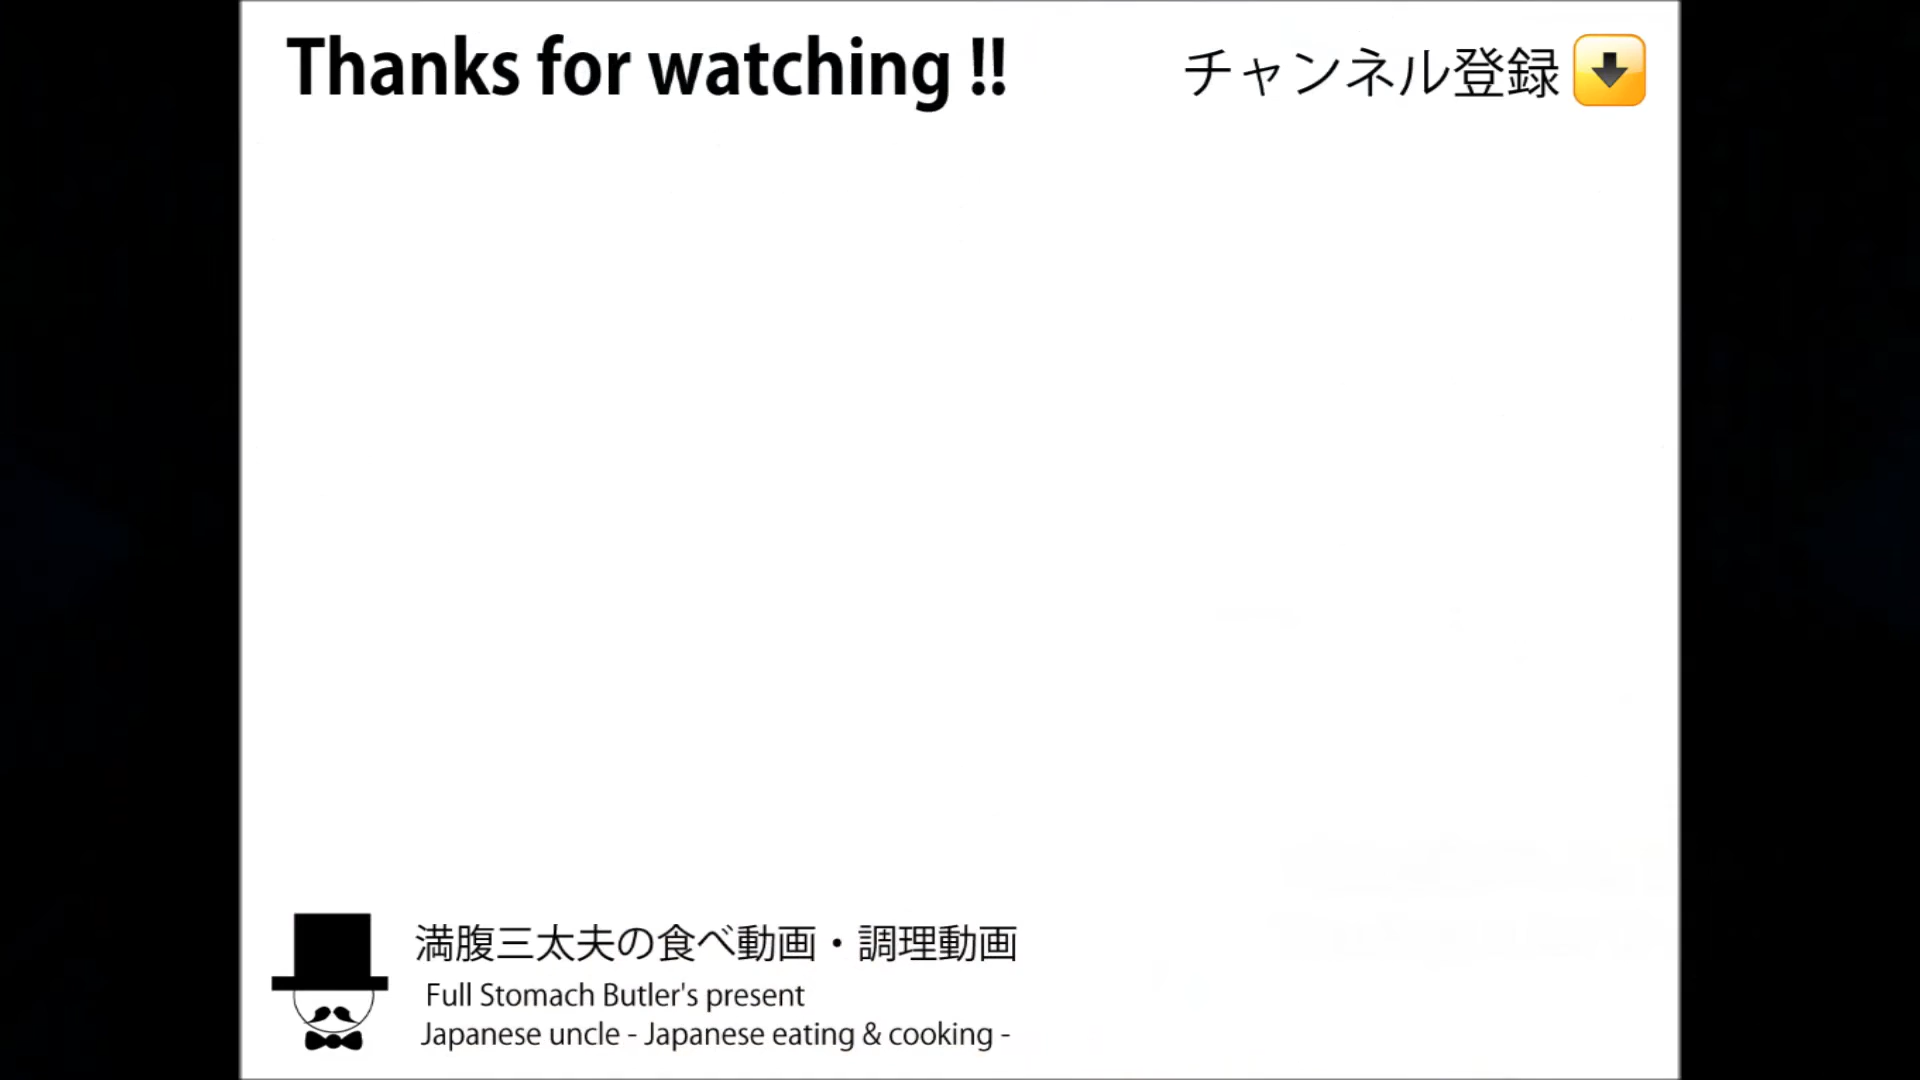 Thanks for watching !!
チャンネル登録
満腹三太夫の食べ動画・調理動画
Full Stomach Butler's present
Japanese uncle - Japanese eating & cooking -